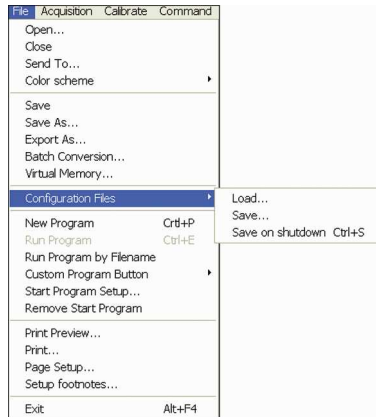 File Acquisition Calibrate Command
Open...
Close
Send To...
Color scheme
Save
Save As...
Export As...
Batch Conversion...
Virtual Memory...
Configuration Files
Load...
Save...
Save on shutdown Ctrl+S
New Program Crtl+P
Run Program Ctrl+E
Run Program by Filename
Custom Program Button
Start Program Setup...
Remove Start Program
Print Preview...
Print...
Page Setup...
Setup footnotes...
Exit Alt+F4